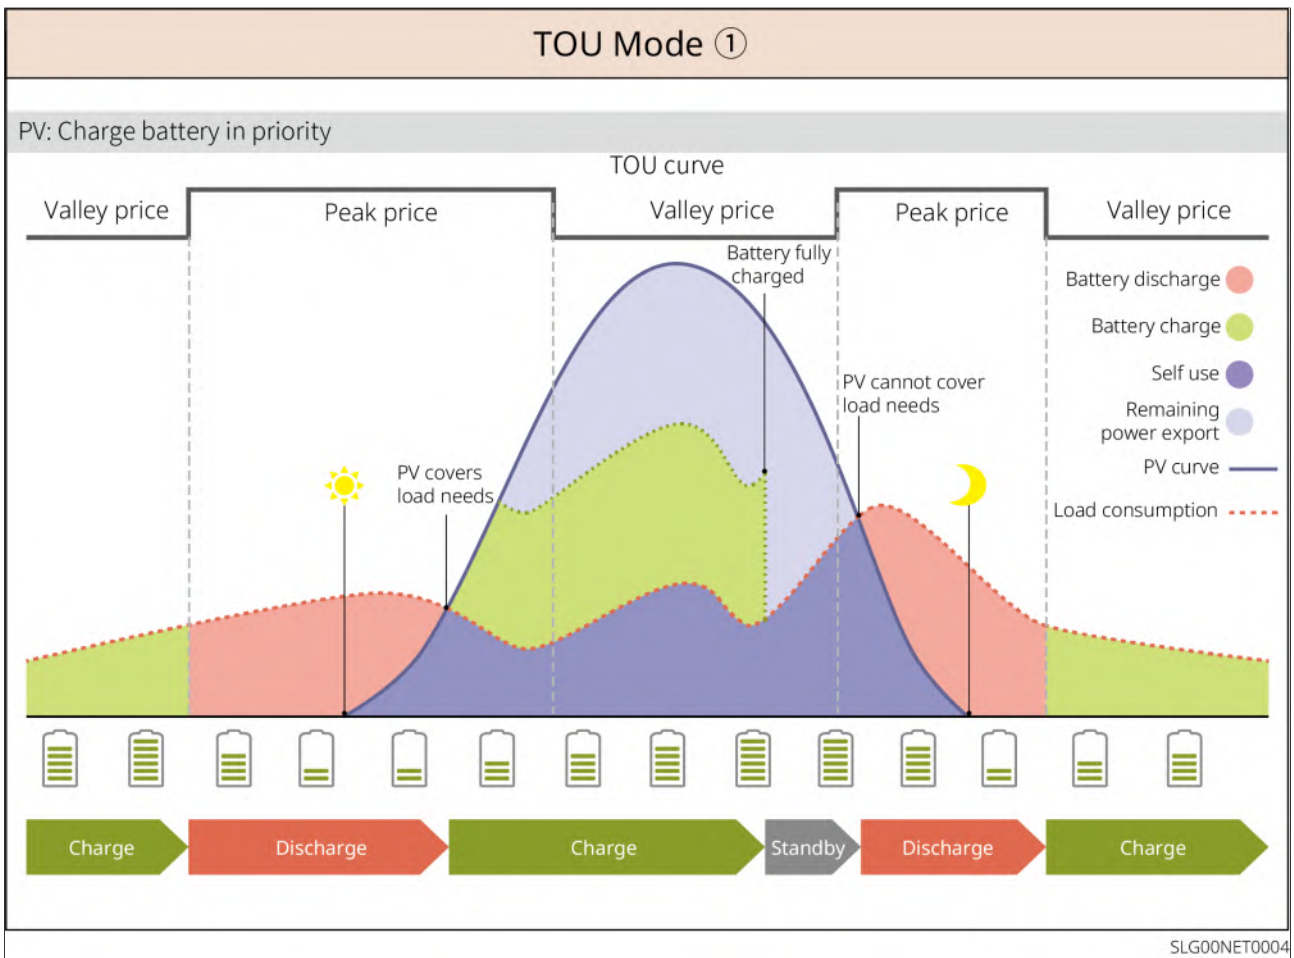 TOU Mode ①
PV: Charge battery in priority
TOU curve
Valley price
Peak price
Valley price
Peak price
Valley price
Battery fully
charged
Battery discharge
Battery charge
Self use
Remaining
power export
PV curve
Load consumption
PV cannot cover
load needs
PV covers
load needs
Charge
Discharge
Charge
Standby
Discharge
Charge
SLG00NET0004